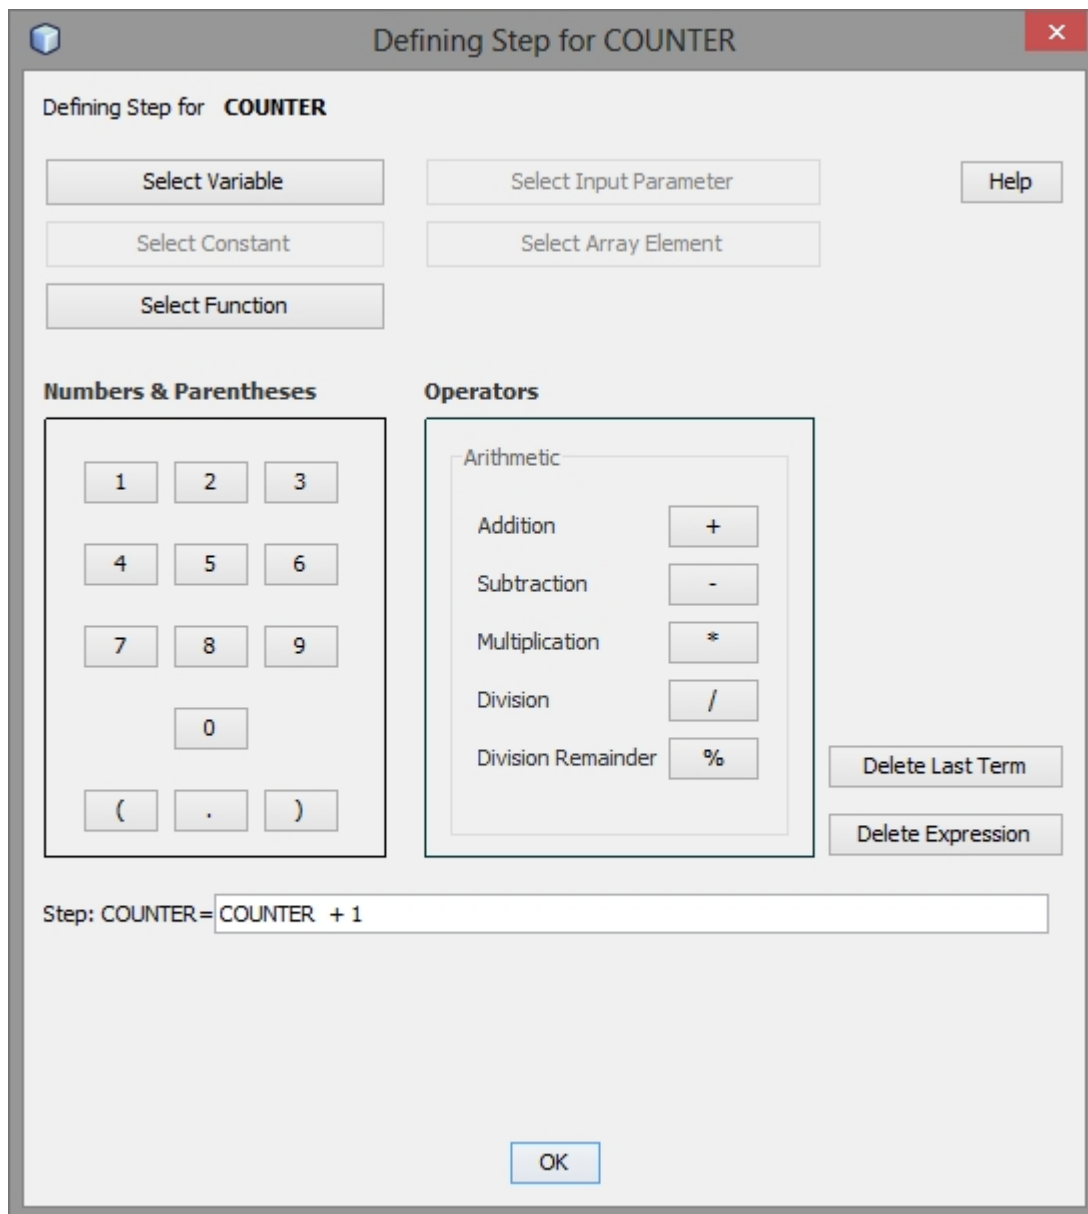 Defining Step for COUNTER
×
Defining Step for COUNTER
Select Variable Select Input Parameter Help
Select Constant Select Array Element
Select Function
Numbers & Parentheses Operators
Arithmetic
1 2 3
Addition +
4 5 6
Subtraction -
7 8 9
Multiplication *
Division /
0
Division Remainder %
Delete Last Term
( . )
Delete Expression
Step: COUNTER= COUNTER + 1
OK